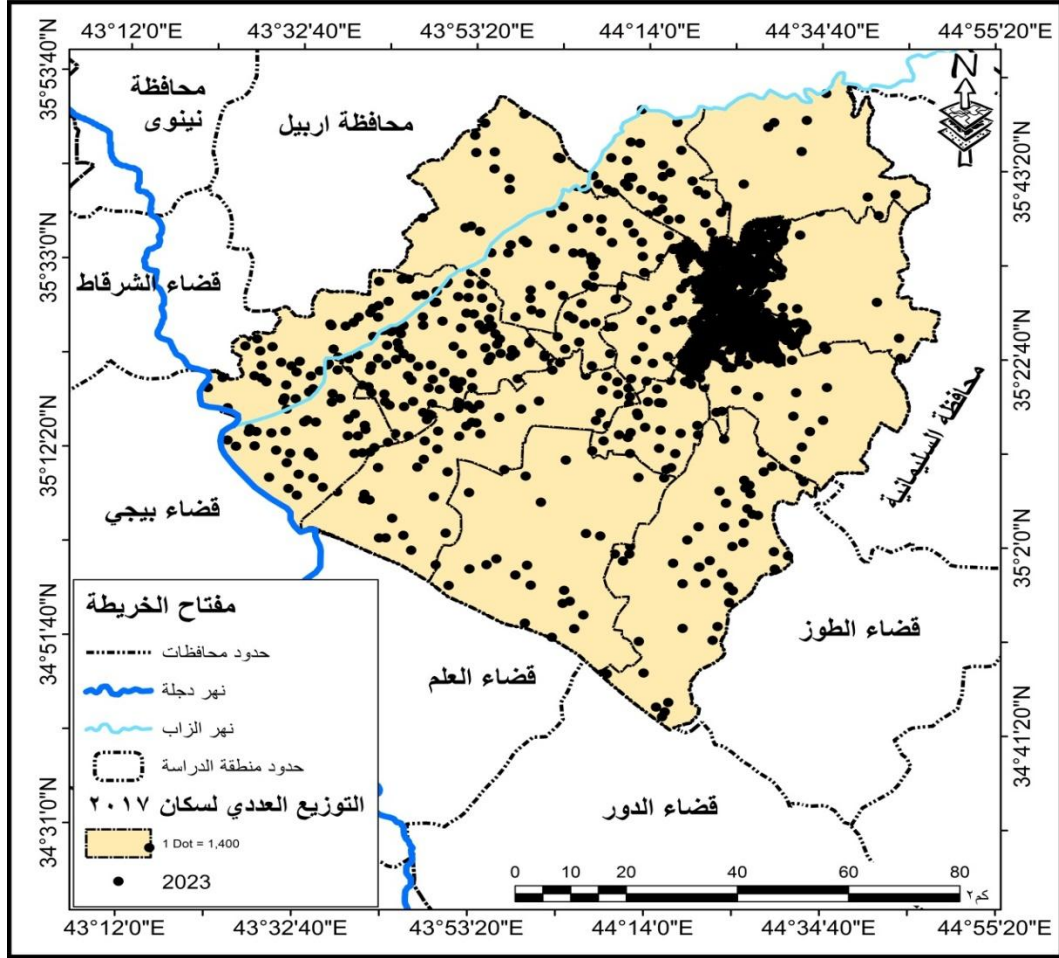 43°12'0"E 43°32'40"E 43°53'20"E 44°14'0"E 44°34'40"E 44°55'20"E
N
35°53'40"N
35°33'0"N
35°12'20"N
34°51'40"N
34°31'0"N
35°43'20"N
35°22'40"N
35°2'0"N
34°41'20"N
محافظة
نينوى
محافظة اربيل
قضاء الشرقاط
محافظة السليمانية
قضاء بيجي
قضاء الطوز
قضاء العلم
قضاء الدور
مفتاح الخريطة
حدود محافظات
نهر دجلة
نهر الزاب
حدود منطقة الدراسة
التوزيع العددي لسكان ٢٠١٧
1 Dot = 1,400
2023
0 10 20 40 60 80
كم٢
43°12'0"E 43°32'40"E 43°53'20"E 44°14'0"E 44°34'40"E 44°55'20"E